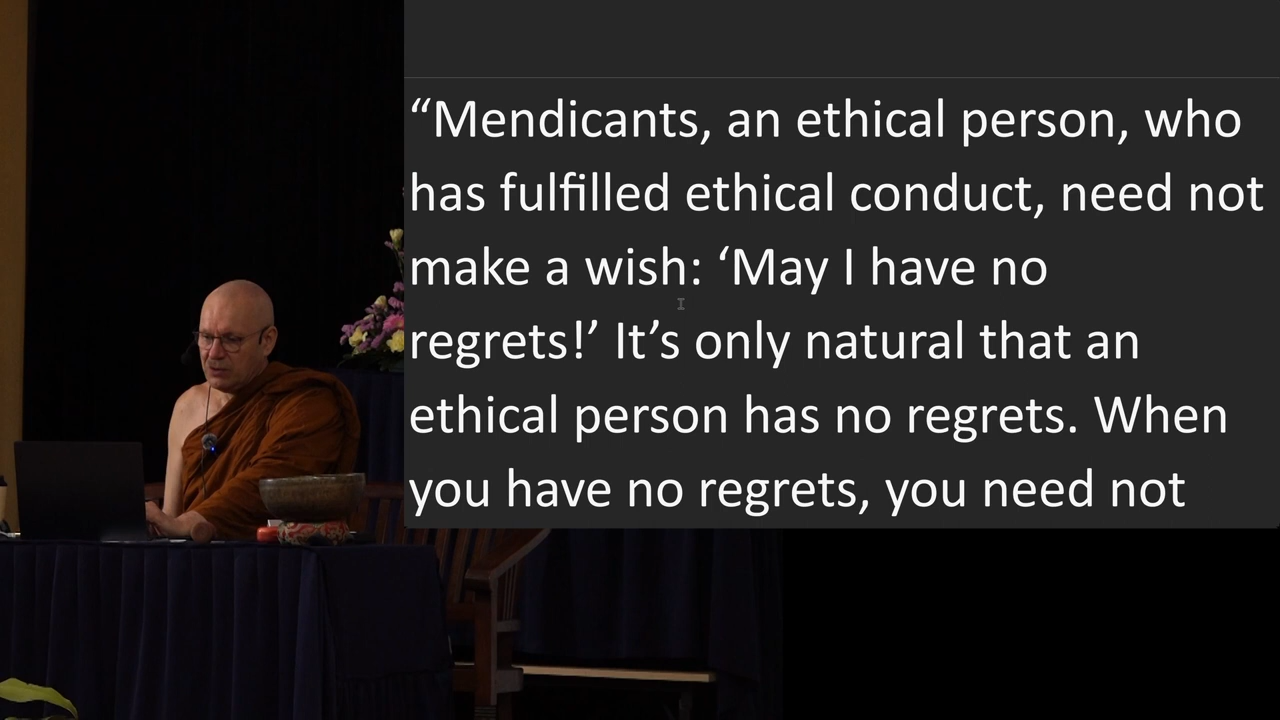 “Mendicants, an ethical person, who
has fulfilled ethical conduct, need not
make a wish: ‘May I have no
regrets!’ It’s only natural that an
ethical person has no regrets. When
you have no regrets, you need not